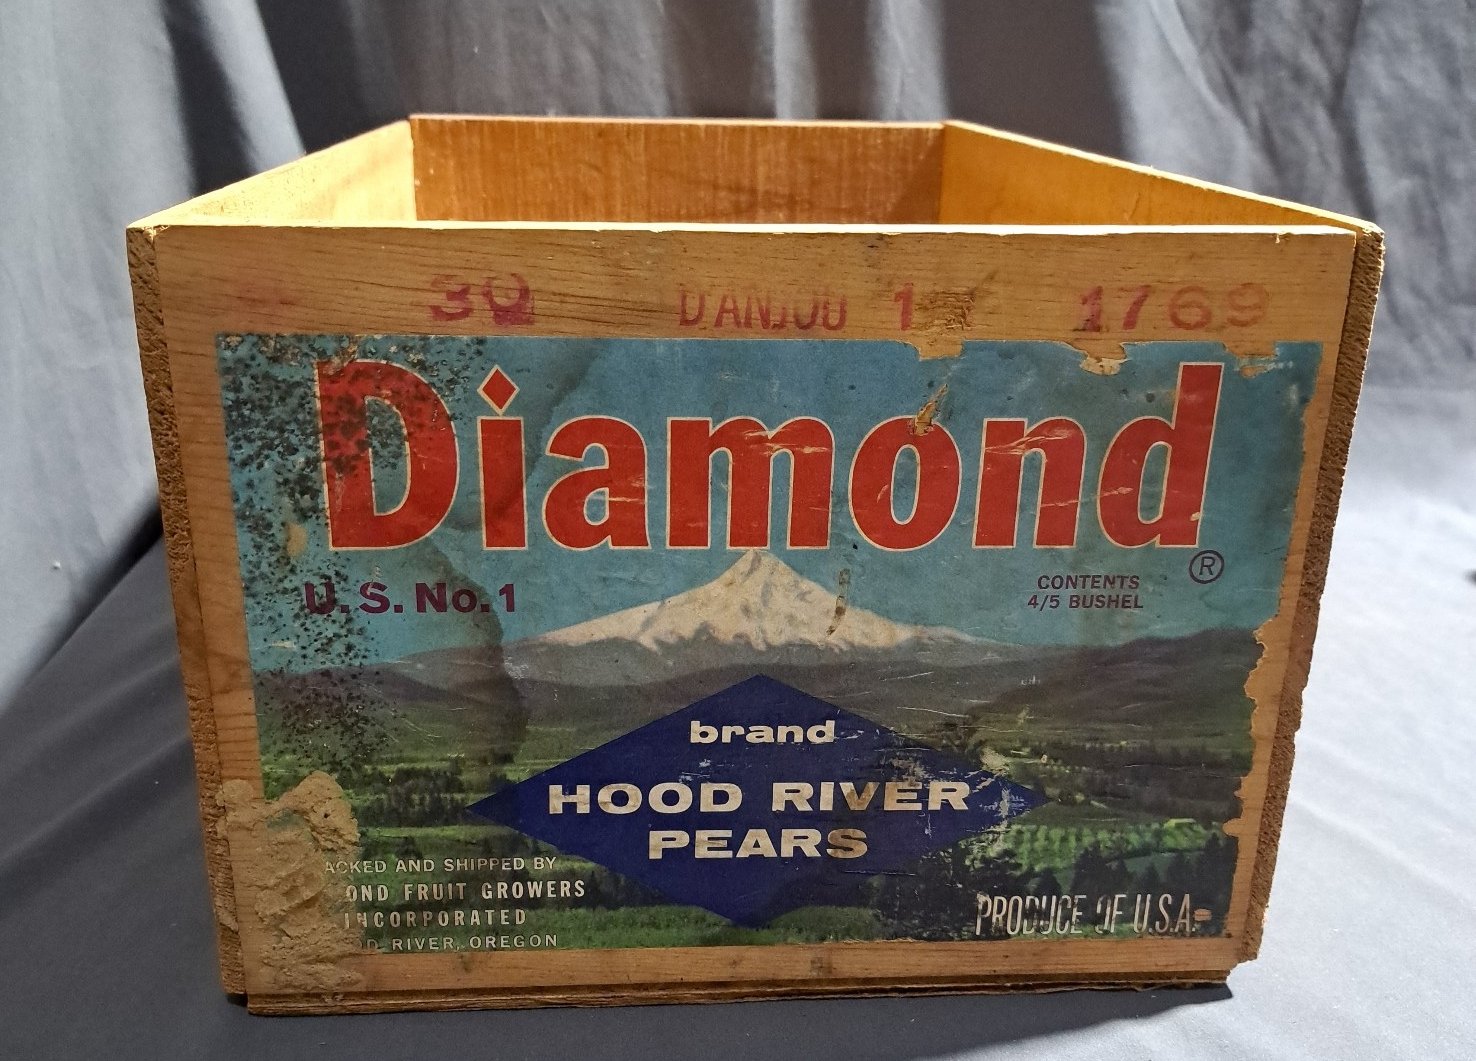 D'ANJOU 1 1769
Diamond
®
U.S. No. 1
CONTENTS
4/5 BUSHEL
brand
HOOD RIVER
PEARS
ACKED AND SHIPPED BY
OND FRUIT GROWERS
INCORPORATED
D RIVER, OREGON
PRODUCE OF U.S.A.